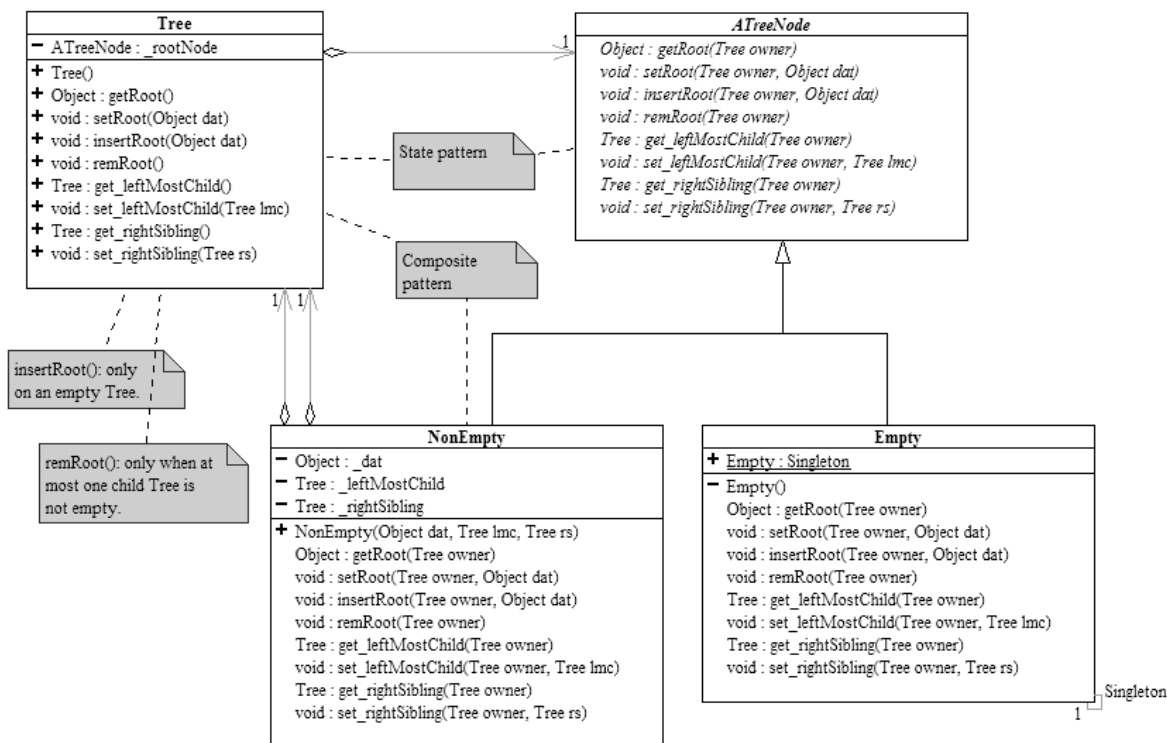 Tree
− ATreeNode : _rootNode
+ Tree()
+ Object : getRoot()
+ void : setRoot(Object dat)
+ void : insertRoot(Object dat)
+ void : remRoot()
+ Tree : get_leftMostChild()
+ void : set_leftMostChild(Tree lmc)
+ Tree : get_rightSibling()
+ void : set_rightSibling(Tree rs)
1
ATreeNode
Object : getRoot(Tree owner)
void : setRoot(Tree owner, Object dat)
void : insertRoot(Tree owner, Object dat)
void : remRoot(Tree owner)
Tree : get_leftMostChild(Tree owner)
void : set_leftMostChild(Tree owner, Tree lmc)
Tree : get_rightSibling(Tree owner)
void : set_rightSibling(Tree owner, Tree rs)
State pattern
Composite
pattern
1
1
insertRoot(): only
on an empty Tree.
remRoot(): only when at
most one child Tree is
not empty.
NonEmpty
− Object : _dat
− Tree : _leftMostChild
− Tree : _rightSibling
+ NonEmpty(Object dat, Tree lmc, Tree rs)
Object : getRoot(Tree owner)
void : setRoot(Tree owner, Object dat)
void : insertRoot(Tree owner, Object dat)
void : remRoot(Tree owner)
Tree : get_leftMostChild(Tree owner)
void : set_leftMostChild(Tree owner, Tree lmc)
Tree : get_rightSibling(Tree owner)
void : set_rightSibling(Tree owner, Tree rs)
Empty
+ Empty : Singleton
− Empty()
Object : getRoot(Tree owner)
void : setRoot(Tree owner, Object dat)
void : insertRoot(Tree owner, Object dat)
void : remRoot(Tree owner)
Tree : get_leftMostChild(Tree owner)
void : set_leftMostChild(Tree owner, Tree lmc)
Tree : get_rightSibling(Tree owner)
void : set_rightSibling(Tree owner, Tree rs)
Singleton
1